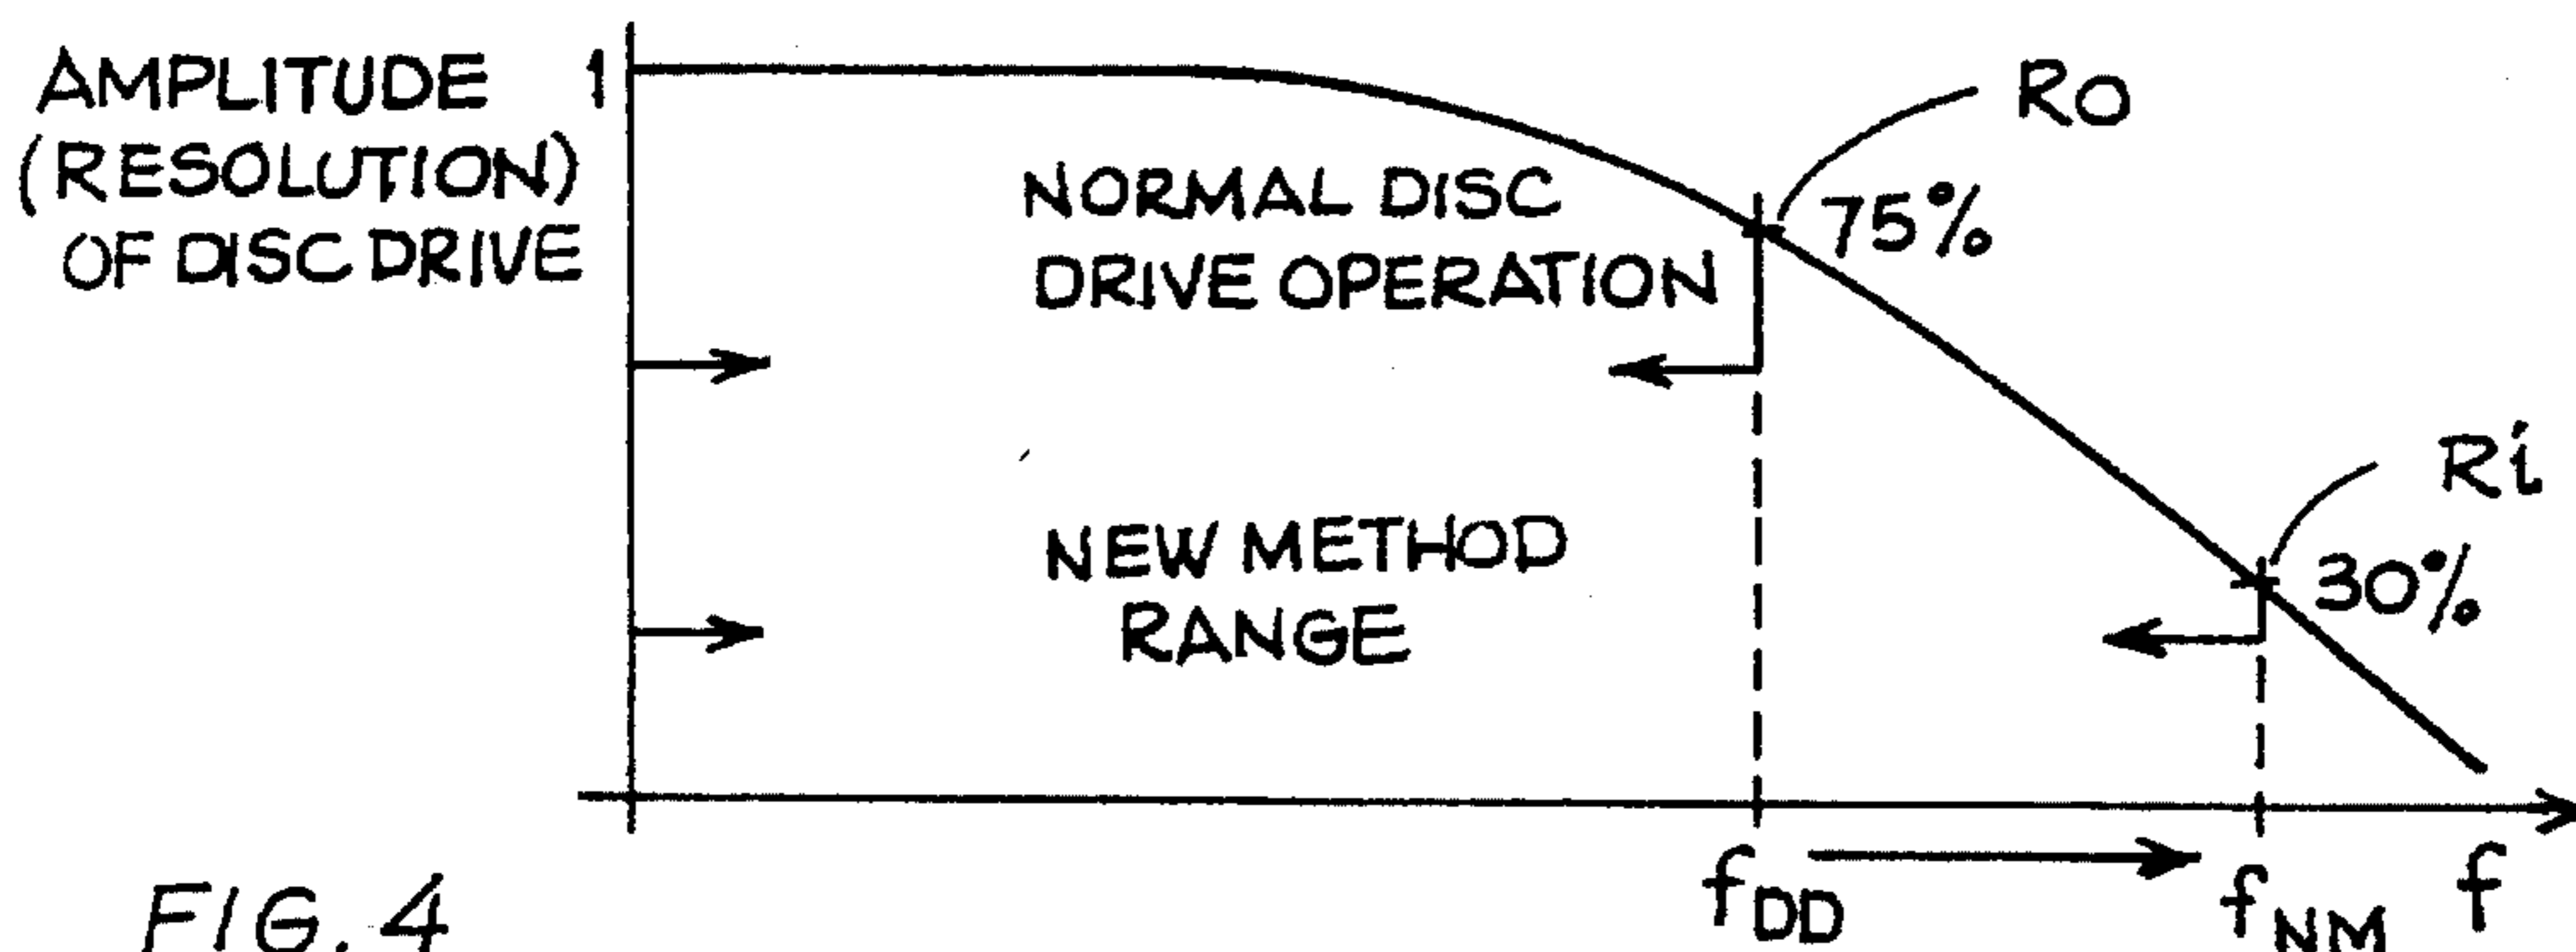 AMPLITUDE
(RESOLUTION)
OF DISC DRIVE
1
NORMAL DISC
DRIVE OPERATION
Ro
75%
NEW METHOD
RANGE
Ri
30%
fDD
fNM
f
FIG. 4